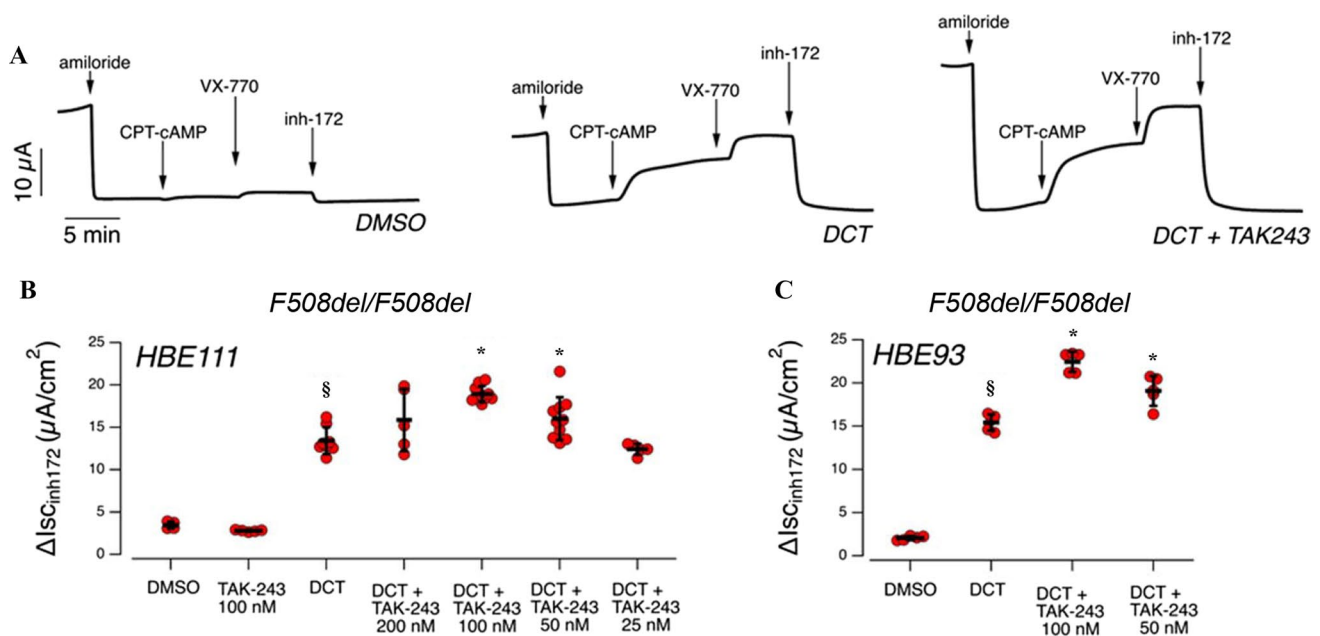 A
amiloride
CPT-cAMP
VX-770
inh-172
10 µA
5 min
DMSO
amiloride
CPT-cAMP
VX-770
inh-172
DCT
amiloride
CPT-cAMP
VX-770
inh-172
DCT + TAK243
B
F508del/F508del
HBE111
ΔIscinh172 (µA/cm2)
25
20
15
10
5
0
§
*
*
DMSO
TAK-243
100 nM
DCT
DCT +
TAK-243
200 nM
DCT +
TAK-243
100 nM
DCT +
TAK-243
50 nM
DCT +
TAK-243
25 nM
C
F508del/F508del
HBE93
ΔIscinh172 (µA/cm2)
25
20
15
10
5
0
§
*
*
DMSO
DCT
DCT +
TAK-243
100 nM
DCT +
TAK-243
50 nM